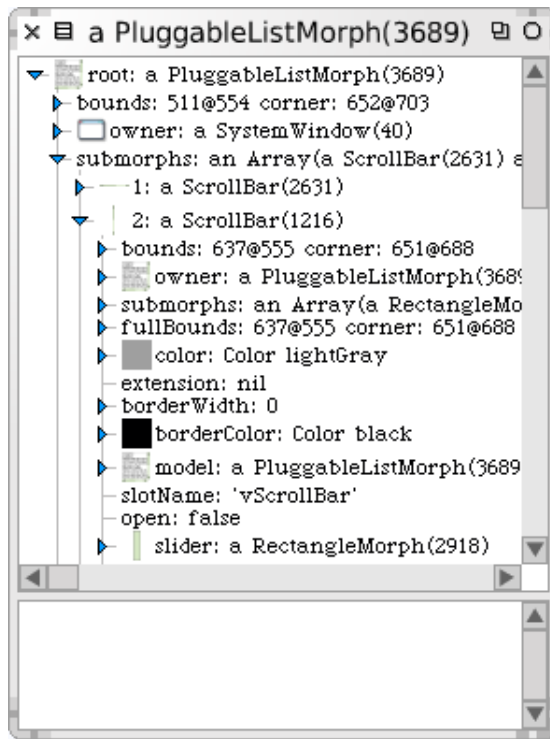 a PluggableListMorph(3689)
root: a PluggableListMorph(3689)
bounds: 511@554 corner: 652@703
owner: a SystemWindow(40)
submorphs: an Array(a ScrollBar(2631) a
1: a ScrollBar(2631)
2: a ScrollBar(1216)
bounds: 637@555 corner: 651@688
owner: a PluggableListMorph(3689
submorphs: an Array(a RectangleMo
fullBounds: 637@555 corner: 651@688
color: Color lightGray
extension: nil
borderWidth: 0
borderColor: Color black
model: a PluggableListMorph(3689
slotName: 'vScrollBar'
open: false
slider: a RectangleMorph(2918)